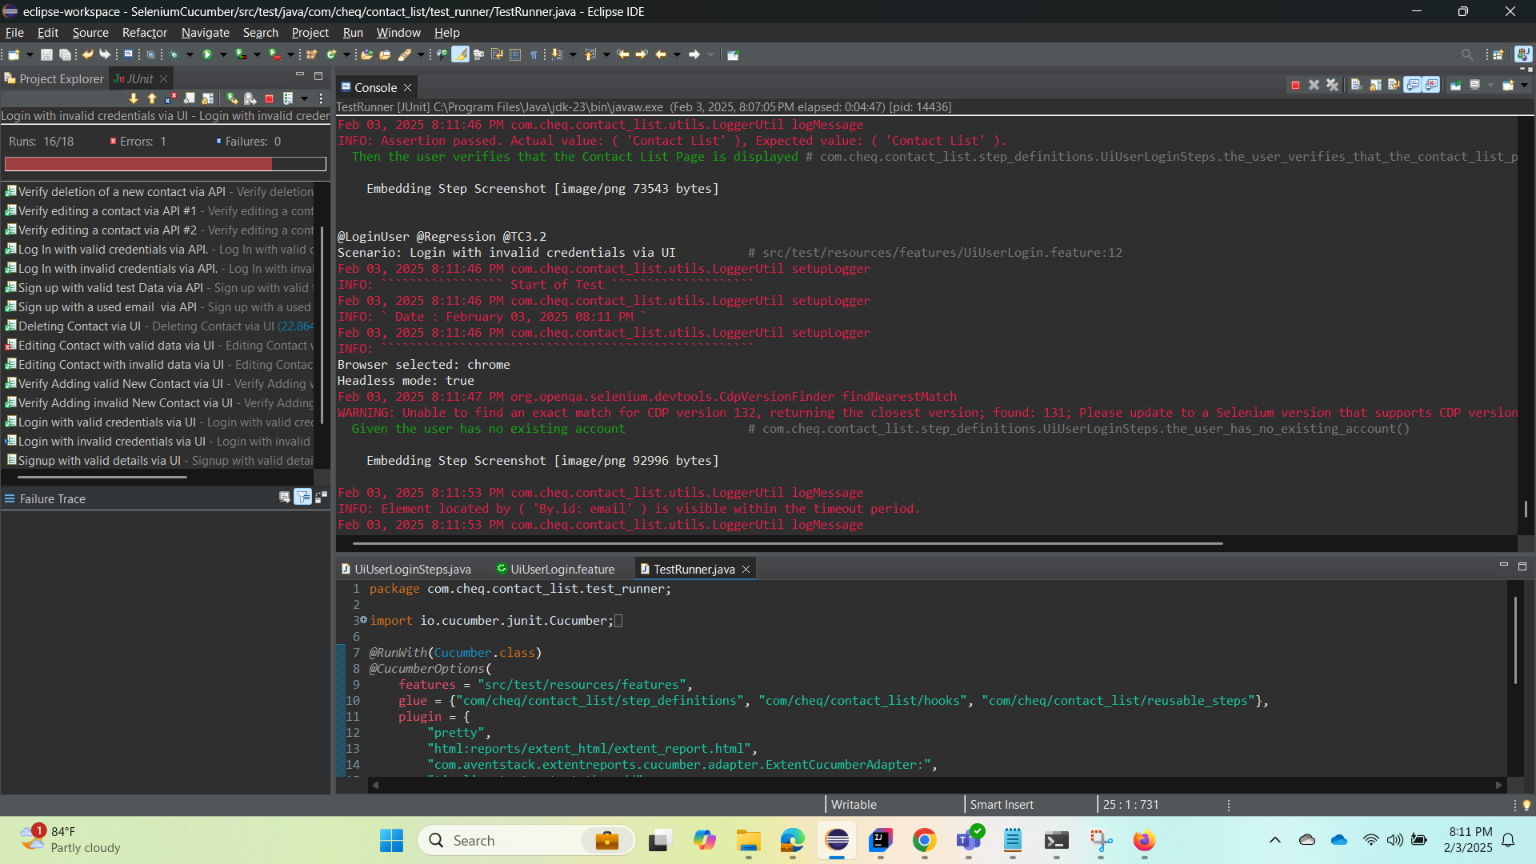 eclipse-workspace - SeleniumCucumber/src/test/java/com/cheq/contact_list/test_runner/TestRunner.java - Eclipse IDE
File Edit Source Refactor Navigate Search Project Run Window Help
Project Explorer JUnit
Login with invalid credentials via UI - Login with invalid creder
Runs: 16/18 Errors: 1 Failures: 0
Verify deletion of a new contact via API - Verify deletion
Verify editing a contact via API #1 - Verify editing a cont
Verify editing a contact via API #2 - Verify editing a cont
Log In with valid credentials via API. - Log In with valid c
Log In with invalid credentials via API. - Log In with inval
Sign up with valid test Data via API - Sign up with valid
Sign up with a used email  via API - Sign up with a used
Deleting Contact via UI - Deleting Contact via UI (22.864
Editing Contact with valid data via UI - Editing Contact v
Editing Contact with invalid data via UI - Editing Contac
Verify Adding valid New Contact via UI - Verify Adding v
Verify Adding invalid New Contact via UI - Verify Adding
Login with valid credentials via UI - Login with valid crec
Login with invalid credentials via UI - Login with invalid
Signup with valid details via UI - Signup with valid detai
Failure Trace
Console
TestRunner [JUnit] C:\Program Files\Java\jdk-23\bin\javaw.exe (Feb 3, 2025, 8:07:05 PM elapsed: 0:04:47) [pid: 14436]
Feb 03, 2025 8:11:46 PM com.cheq.contact_list.utils.LoggerUtil logMessage
INFO: Assertion passed. Actual value: ( 'Contact List' ), Expected value: ( 'Contact List' ).
Then the user verifies that the Contact List Page is displayed # com.cheq.contact_list.step_definitions.UiUserLoginSteps.the_user_verifies_that_the_contact_list_p
Embedding Step Screenshot [image/png 73543 bytes]
@LoginUser @Regression @TC3.2
Scenario: Login with invalid credentials via UI # src/test/resources/features/UiUserLogin.feature:12
Feb 03, 2025 8:11:46 PM com.cheq.contact_list.utils.LoggerUtil setupLogger
INFO: ````````````````` Start of Test ````````````````````
Feb 03, 2025 8:11:46 PM com.cheq.contact_list.utils.LoggerUtil setupLogger
INFO: ` Date : February 03, 2025 08:11 PM `
Feb 03, 2025 8:11:46 PM com.cheq.contact_list.utils.LoggerUtil setupLogger
INFO: ````````````````````````````````````````````````````
Browser selected: chrome
Headless mode: true
Feb 03, 2025 8:11:47 PM org.openqa.selenium.devtools.CdpVersionFinder findNearestMatch
WARNING: Unable to find an exact match for CDP version 132, returning the closest version; found: 131; Please update to a Selenium version that supports CDP version
Given the user has no existing account # com.cheq.contact_list.step_definitions.UiUserLoginSteps.the_user_has_no_existing_account()
Embedding Step Screenshot [image/png 92996 bytes]
Feb 03, 2025 8:11:53 PM com.cheq.contact_list.utils.LoggerUtil logMessage
INFO: Element located by ( 'By.id: email' ) is visible within the timeout period.
Feb 03, 2025 8:11:53 PM com.cheq.contact_list.utils.LoggerUtil logMessage
UiUserLoginSteps.java UiUserLogin.feature TestRunner.java
1 package com.cheq.contact_list.test_runner;
2
3 import io.cucumber.junit.Cucumber;
6
7 @RunWith(Cucumber.class)
8 @CucumberOptions(
9 features = "src/test/resources/features",
10 glue = {"com/cheq/contact_list/step_definitions", "com/cheq/contact_list/hooks", "com/cheq/contact_list/reusable_steps"},
11 plugin = {
12 "pretty",
13 "html:reports/extent_html/extent_report.html",
14 "com.aventstack.extentreports.cucumber.adapter.ExtentCucumberAdapter:",
Writable Smart Insert 25 : 1 : 731
1
84°F
Partly cloudy
Search
8:11 PM
2/3/2025